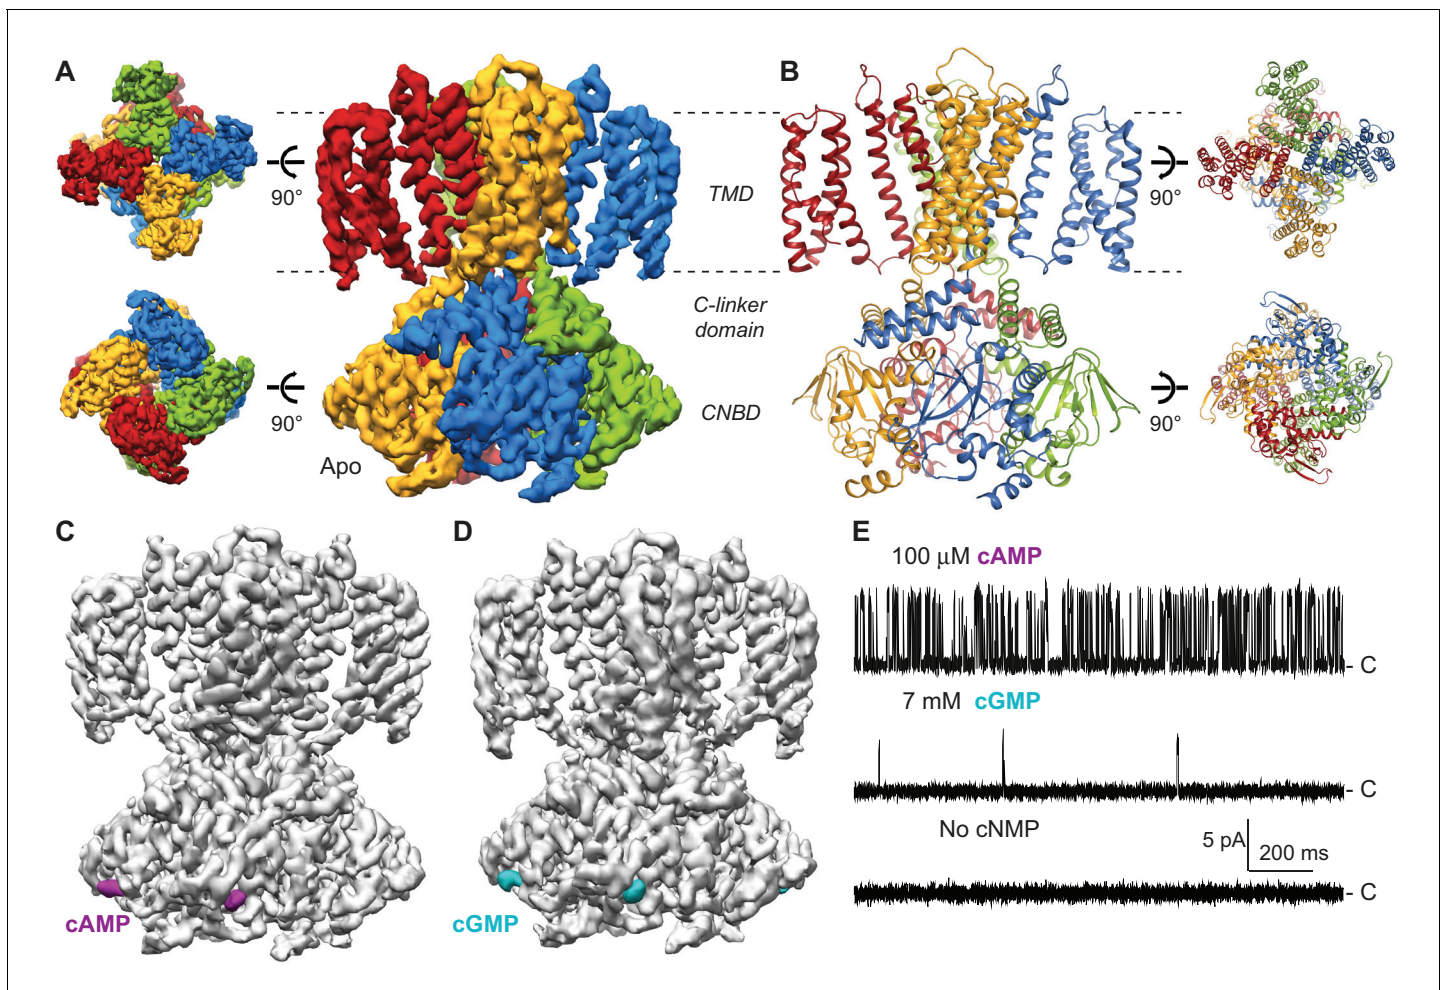 A
B
90°
TMD
90°
C-linker
domain
90°
CNBD
90°
Apo
C
D
E
100 µM cAMP
- C
7 mM cGMP
- C
No cNMP
5 pA
200 ms
- C
cAMP
cGMP